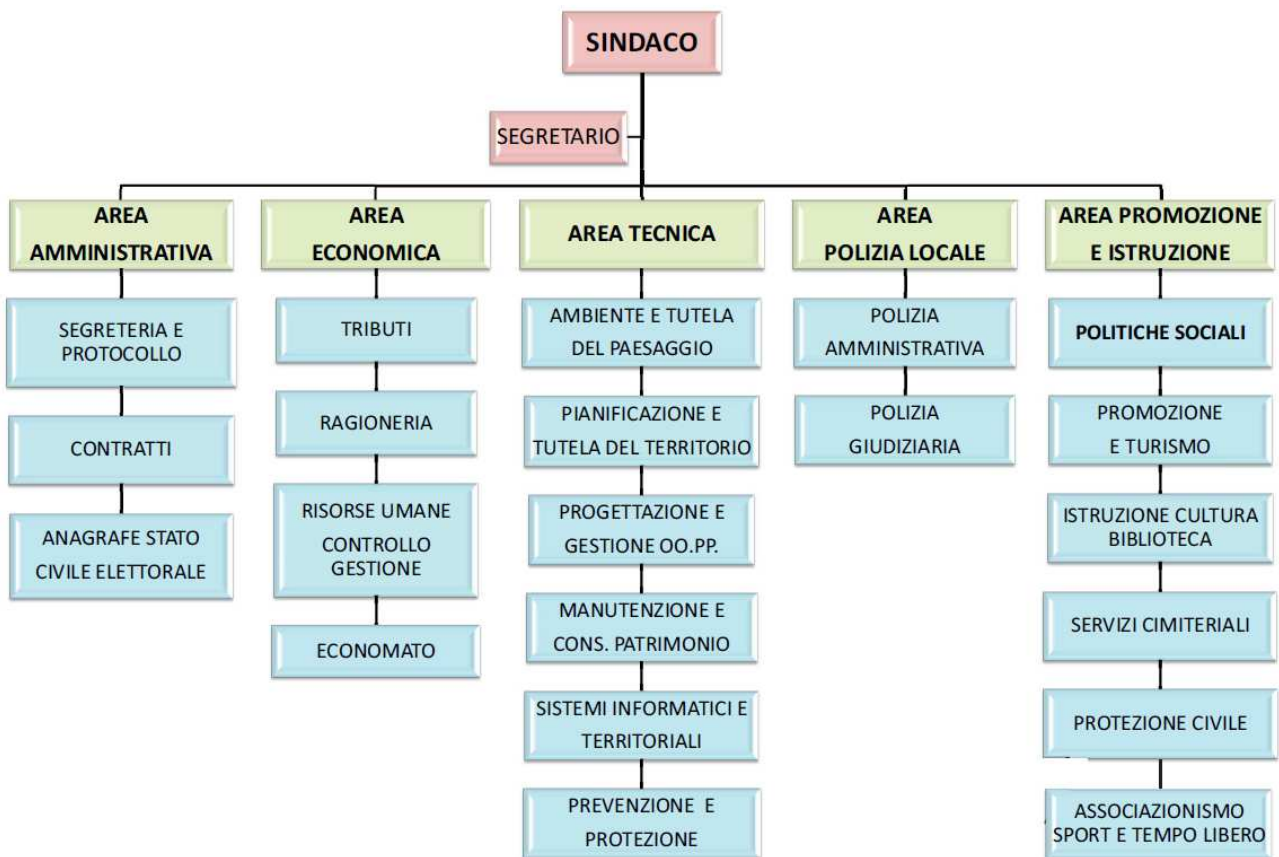 SINDACO
SEGRETARIO
AREA
AMMINISTRATIVA
SEGRETERIA E
PROTOCOLLO
CONTRATTI
ANAGRAFE STATO
CIVILE ELETTORALE
AREA
ECONOMICA
TRIBUTI
RAGIONERIA
RISORSE UMANE
CONTROLLO
GESTIONE
ECONOMATO
AREA TECNICA
AMBIENTE E TUTELA
DEL PAESAGGIO
PIANIFICAZIONE E
TUTELA DEL TERRITORIO
PROGETTAZIONE E
GESTIONE OO.PP.
MANUTENZIONE E
CONS. PATRIMONIO
SISTEMI INFORMATICI E
TERRITORIALI
PREVENZIONE E
PROTEZIONE
AREA
POLIZIA LOCALE
POLIZIA
AMMINISTRATIVA
POLIZIA
GIUDIZIARIA
AREA PROMOZIONE
E ISTRUZIONE
POLITICHE SOCIALI
PROMOZIONE
E TURISMO
ISTRUZIONE CULTURA
BIBLIOTECA
SERVIZI CIMITERIALI
PROTEZIONE CIVILE
ASSOCIAZIONISMO
SPORT E TEMPO LIBERO